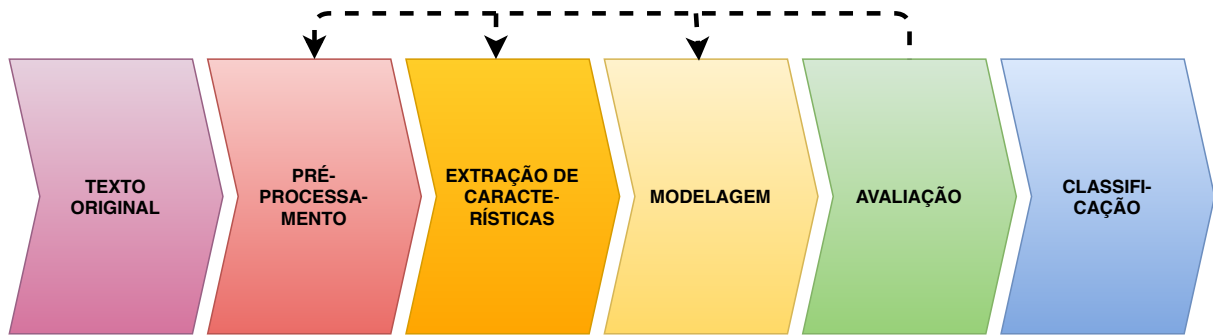 TEXTO
ORIGINAL
PRÉ-
PROCESSA-
MENTO
EXTRAÇÃO DE
CARACTE-
RÍSTICAS
MODELAGEM
AVALIAÇÃO
CLASSIFI-
CAÇÃO